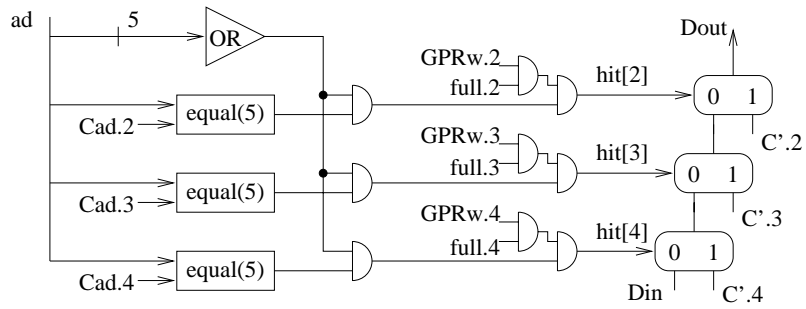 ad
5
OR
Dout
GPRw.2
full.2
hit[2]
0 1
Cad.2
equal(5)
C'.2
GPRw.3
full.3
hit[3]
0 1
Cad.3
equal(5)
C'.3
GPRw.4
full.4
hit[4]
0 1
Cad.4
equal(5)
Din
C'.4